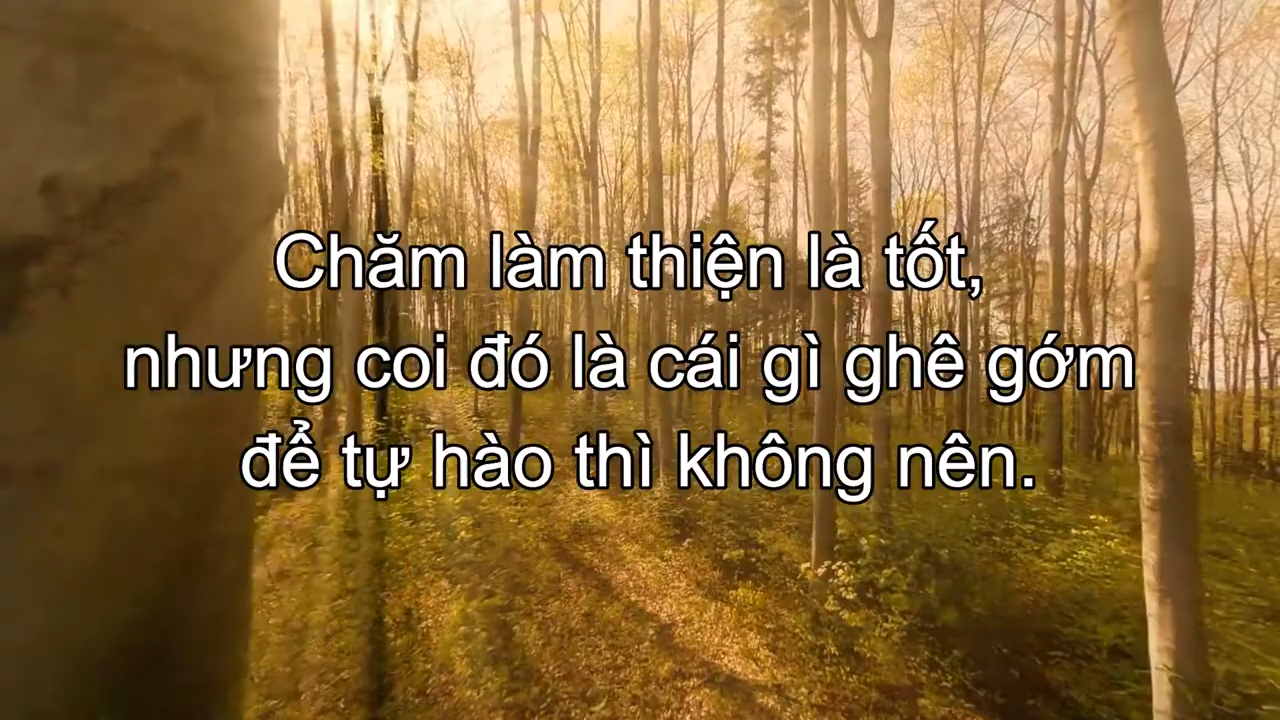 Chăm làm thiện là tốt,
nhưng coi đó là cái gì ghê gớm
để tự hào thì không nên.